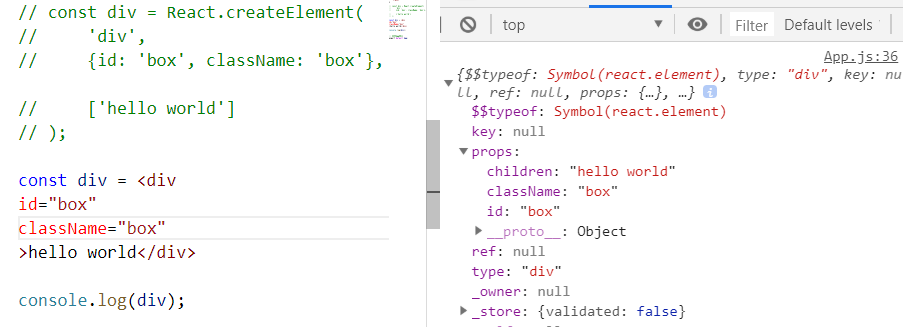 // const div = React.createElement(
//     'div',
//     {id: 'box', className: 'box'},
//     ['hello world']
// );
const div = <div
id="box"
className="box"
>hello world</div>
console.log(div);
top
Filter
Default levels
App.js:36
{$$typeof: Symbol(react.element), type: "div", key: nu
ll, ref: null, props: {…}, …}
$$typeof: Symbol(react.element)
key: null
props:
children: "hello world"
className: "box"
id: "box"
__proto__: Object
ref: null
type: "div"
_owner: null
_store: {validated: false}